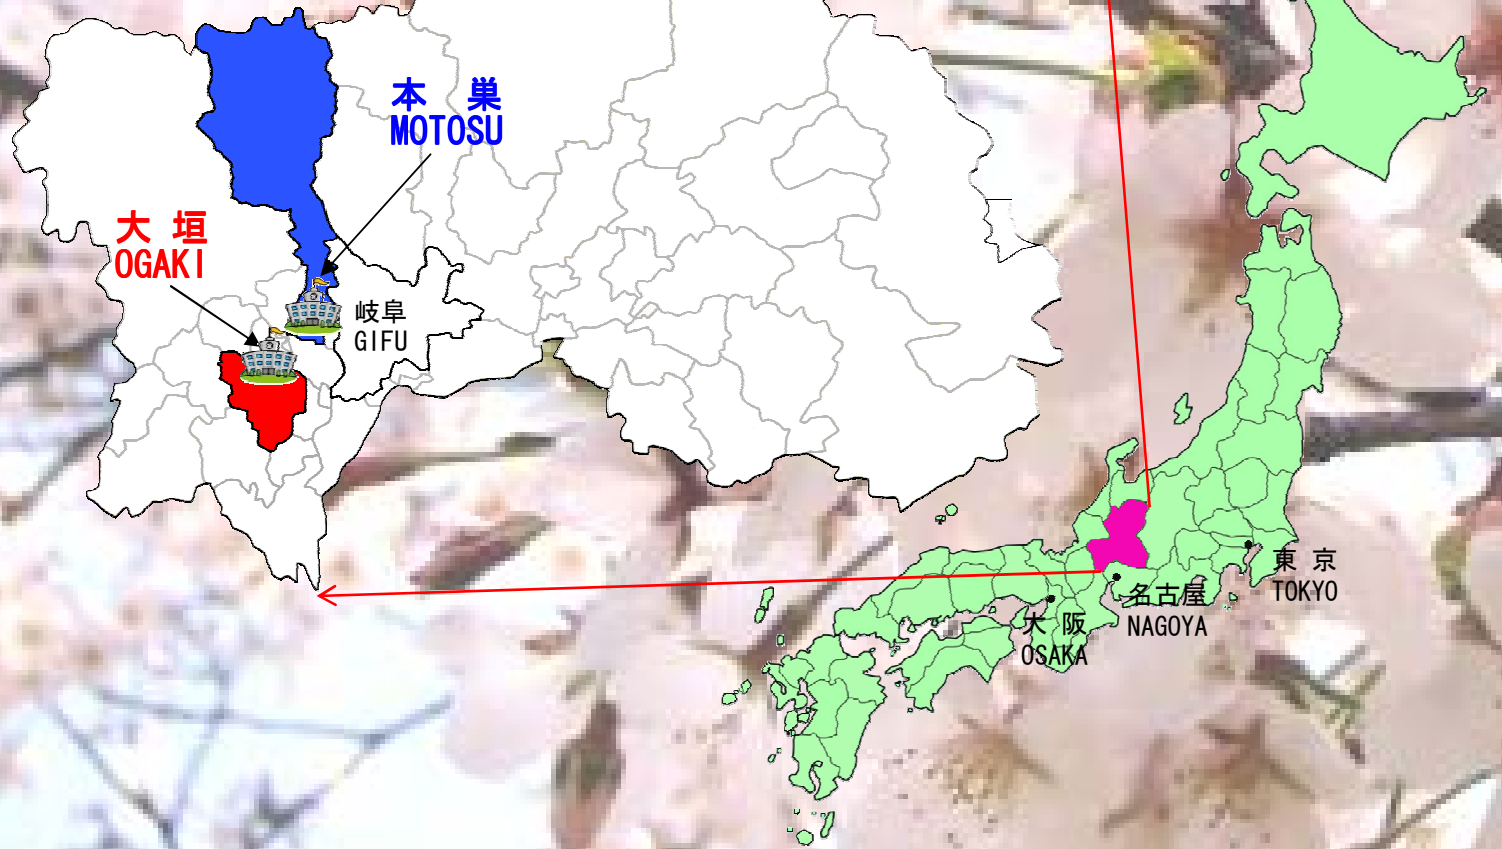 本 巣
MOTOSU
大 垣
OGAKI
岐阜
GIFU
東 京
TOKYO
名古屋
NAGOYA
大 阪
OSAKA